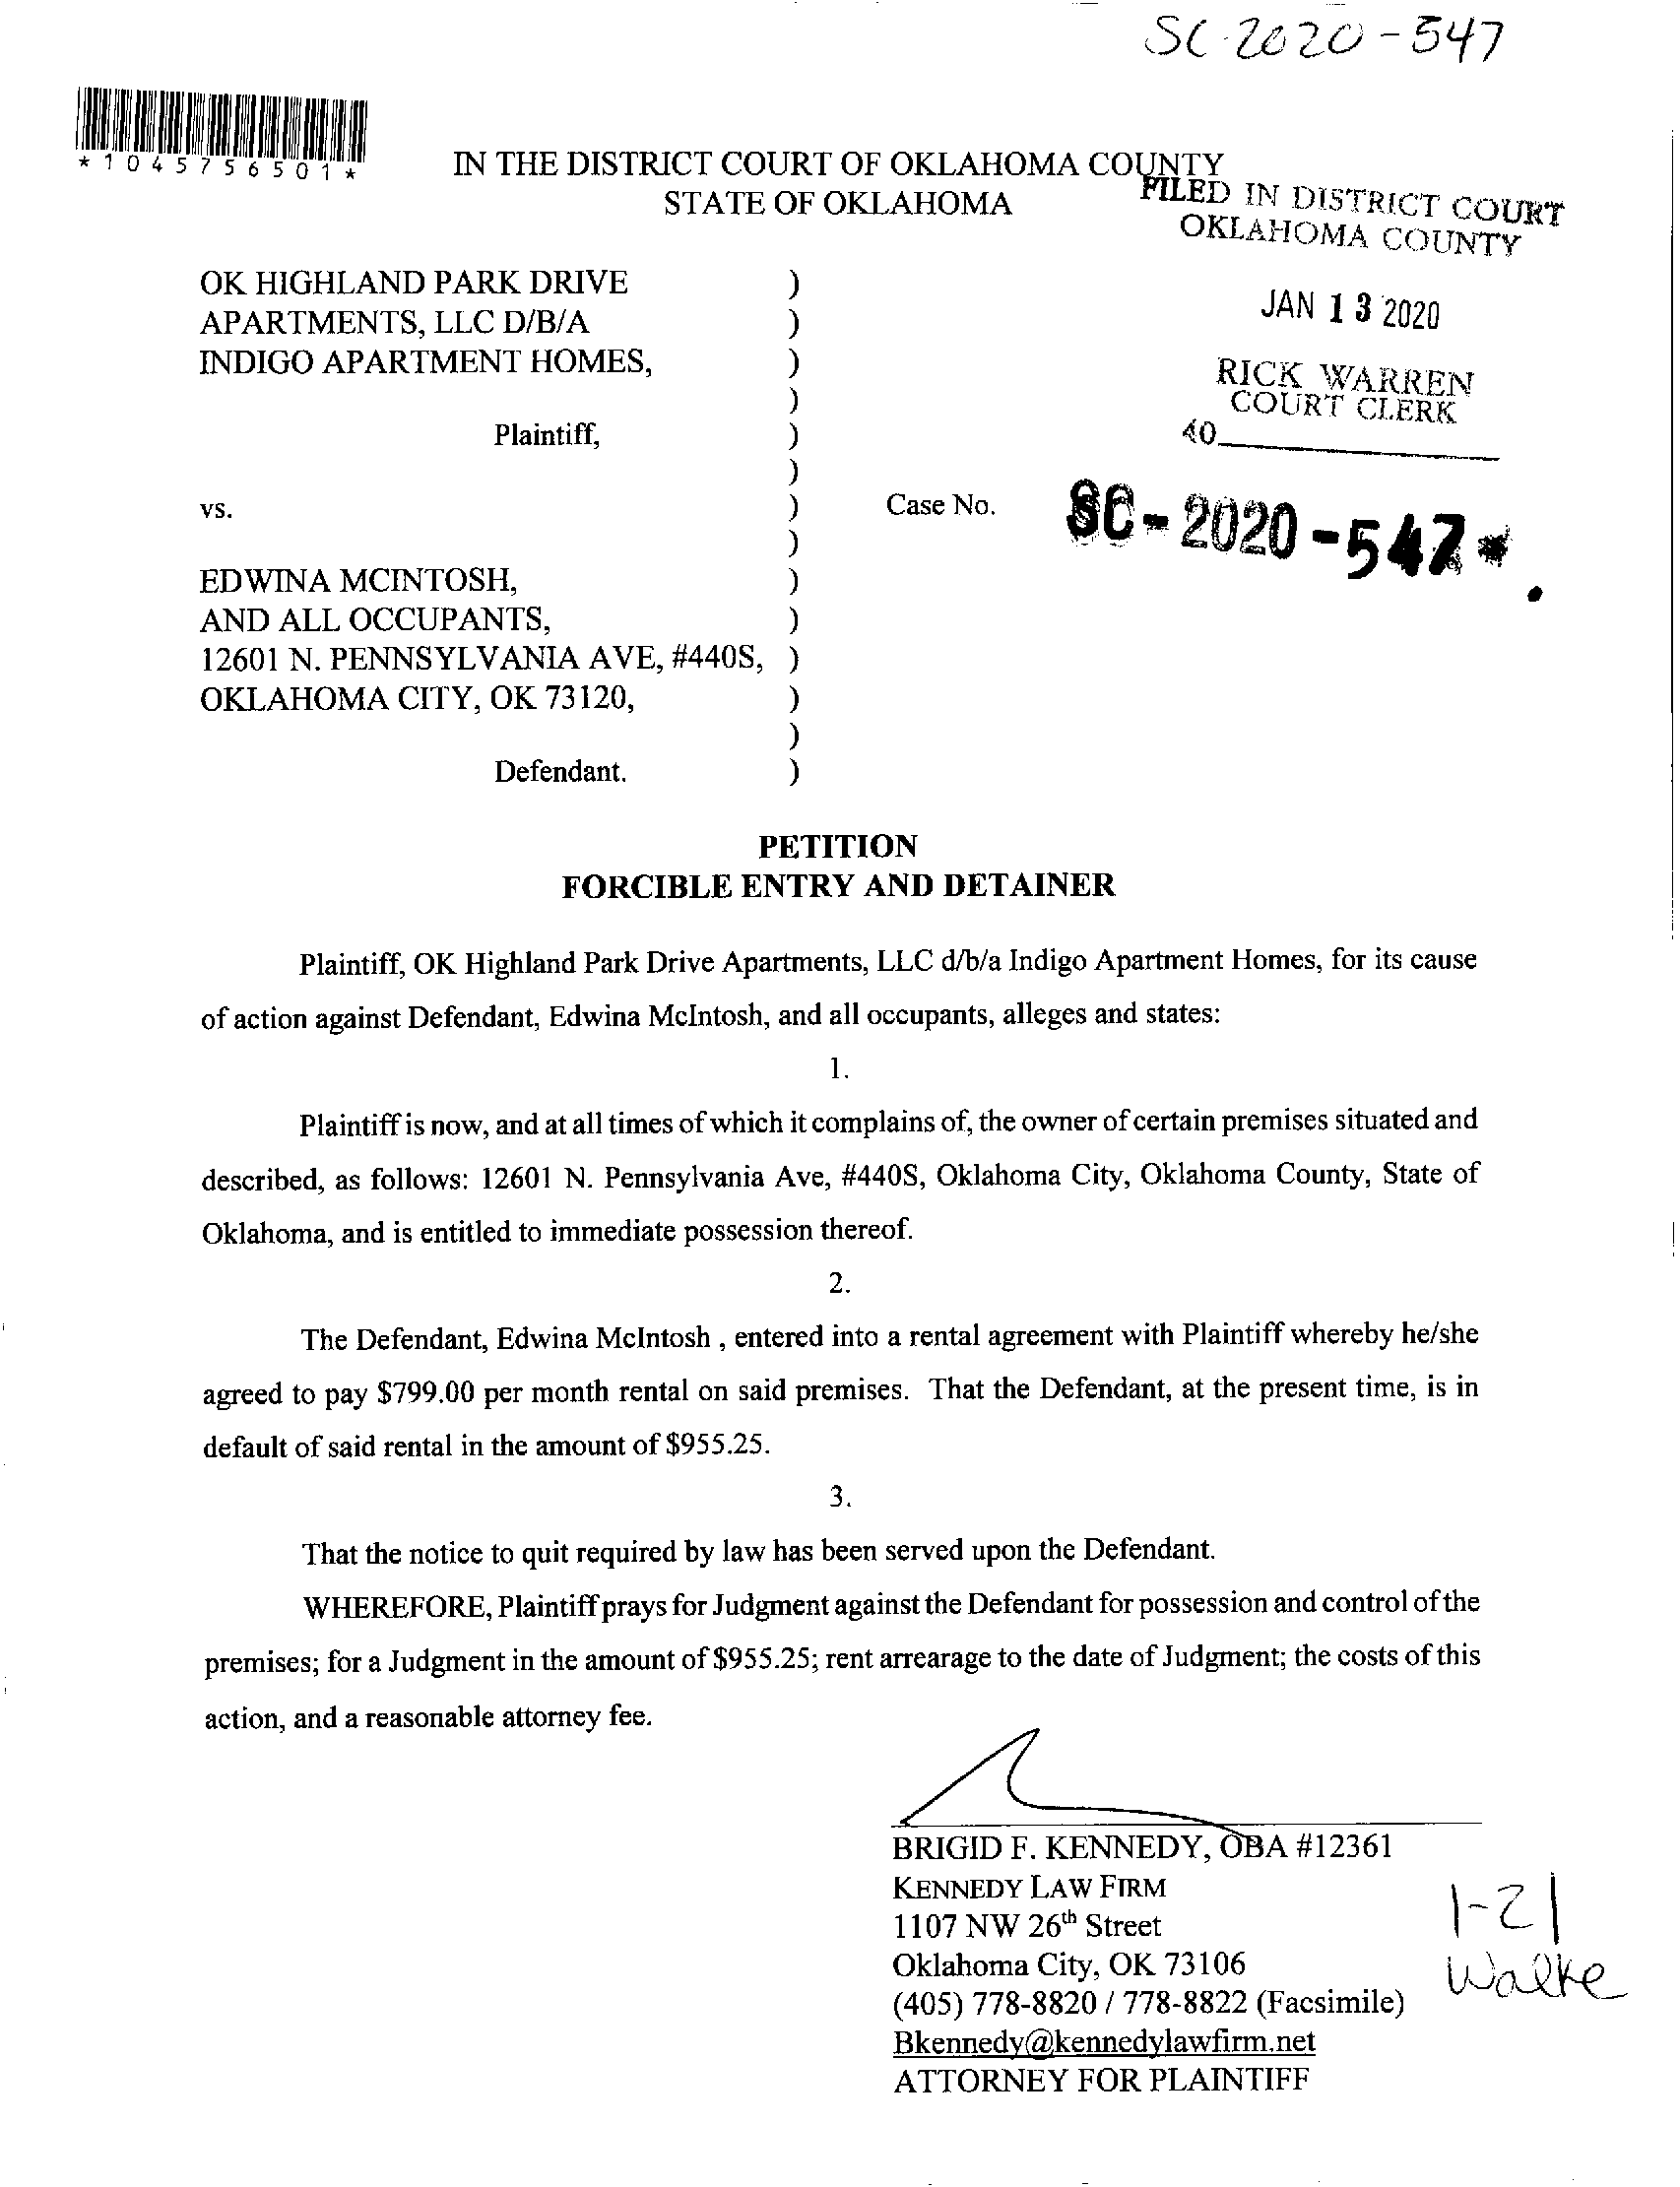 SC-2020-547
*1045756501*
IN THE DISTRICT COURT OF OKLAHOMA COUNTY
STATE OF OKLAHOMA
FILED IN DISTRICT COURT
OKLAHOMA COUNTY
JAN 13 2020
RICK WARREN
COURT CLERK
40
OK HIGHLAND PARK DRIVE )
APARTMENTS, LLC D/B/A )
INDIGO APARTMENT HOMES, )
)
Plaintiff, )
)
vs. ) Case No. SC-2020-547*.
)
EDWINA MCINTOSH, )
AND ALL OCCUPANTS, )
12601 N. PENNSYLVANIA AVE, #440S, )
OKLAHOMA CITY, OK 73120, )
)
Defendant. )
PETITION
FORCIBLE ENTRY AND DETAINER
Plaintiff, OK Highland Park Drive Apartments, LLC d/b/a Indigo Apartment Homes, for its cause
of action against Defendant, Edwina McIntosh, and all occupants, alleges and states:
1.
Plaintiff is now, and at all times of which it complains of, the owner of certain premises situated and
described, as follows: 12601 N. Pennsylvania Ave, #440S, Oklahoma City, Oklahoma County, State of
Oklahoma, and is entitled to immediate possession thereof.
2.
The Defendant, Edwina McIntosh , entered into a rental agreement with Plaintiff whereby he/she
agreed to pay $799.00 per month rental on said premises. That the Defendant, at the present time, is in
default of said rental in the amount of $955.25.
3.
That the notice to quit required by law has been served upon the Defendant.
WHEREFORE, Plaintiff prays for Judgment against the Defendant for possession and control of the
premises; for a Judgment in the amount of $955.25; rent arrearage to the date of Judgment; the costs of this
action, and a reasonable attorney fee.
BRIGID F. KENNEDY, OBA #12361
KENNEDY LAW FIRM
1107 NW 26th Street
Oklahoma City, OK 73106
(405) 778-8820 / 778-8822 (Facsimile)
Bkennedy@kennedylawfirm.net
ATTORNEY FOR PLAINTIFF
1-21
Walke